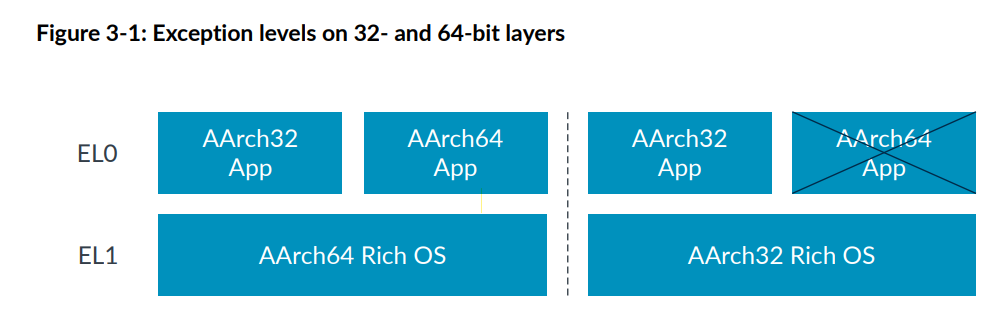 Figure 3-1: Exception levels on 32- and 64-bit layers
EL0
AArch32
App
AArch64
App
AArch32
App
AArch64
App
EL1
AArch64 Rich OS
AArch32 Rich OS